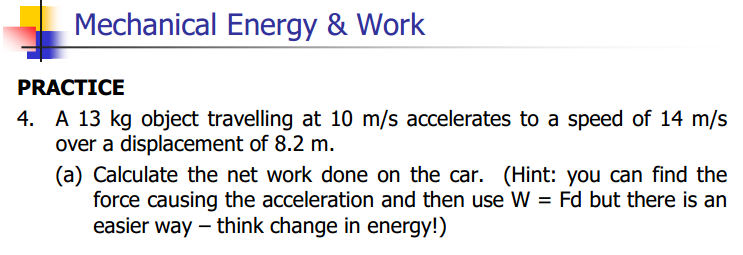 Mechanical Energy & Work
PRACTICE
4. A 13 kg object travelling at 10 m/s accelerates to a speed of 14 m/s
over a displacement of 8.2 m.
(a) Calculate the net work done on the car. (Hint: you can find the
force causing the acceleration and then use W = Fd but there is an
easier way – think change in energy!)